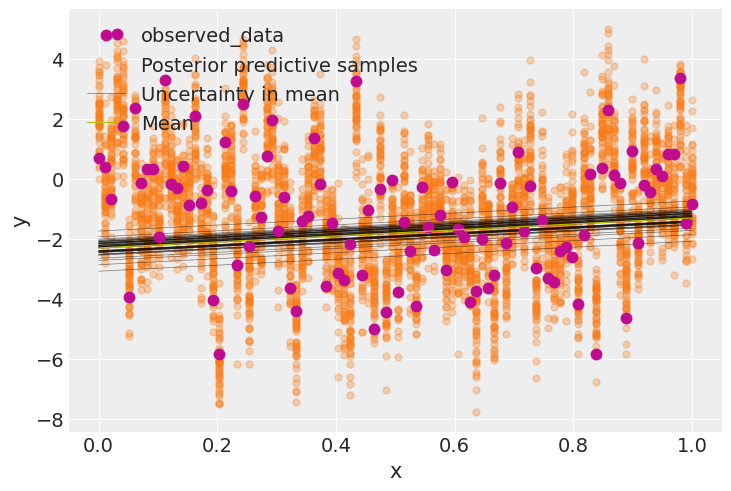 observed_data
Posterior predictive samples
Uncertainty in mean
Mean
4
2
0
−2
−4
−6
−8
y
0.0 0.2 0.4 0.6 0.8 1.0
x